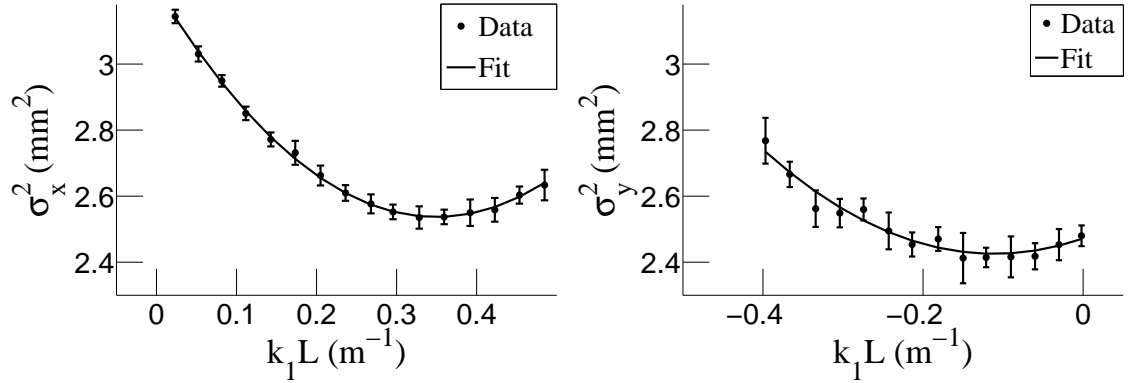 Data
Fit
3
2.8
2.6
2.4
σ²ₓ (mm²)
0 0.1 0.2 0.3 0.4
k₁L (m⁻¹)
Data
Fit
3
2.8
2.6
2.4
σ²ᵧ (mm²)
−0.4 −0.2 0
k₁L (m⁻¹)